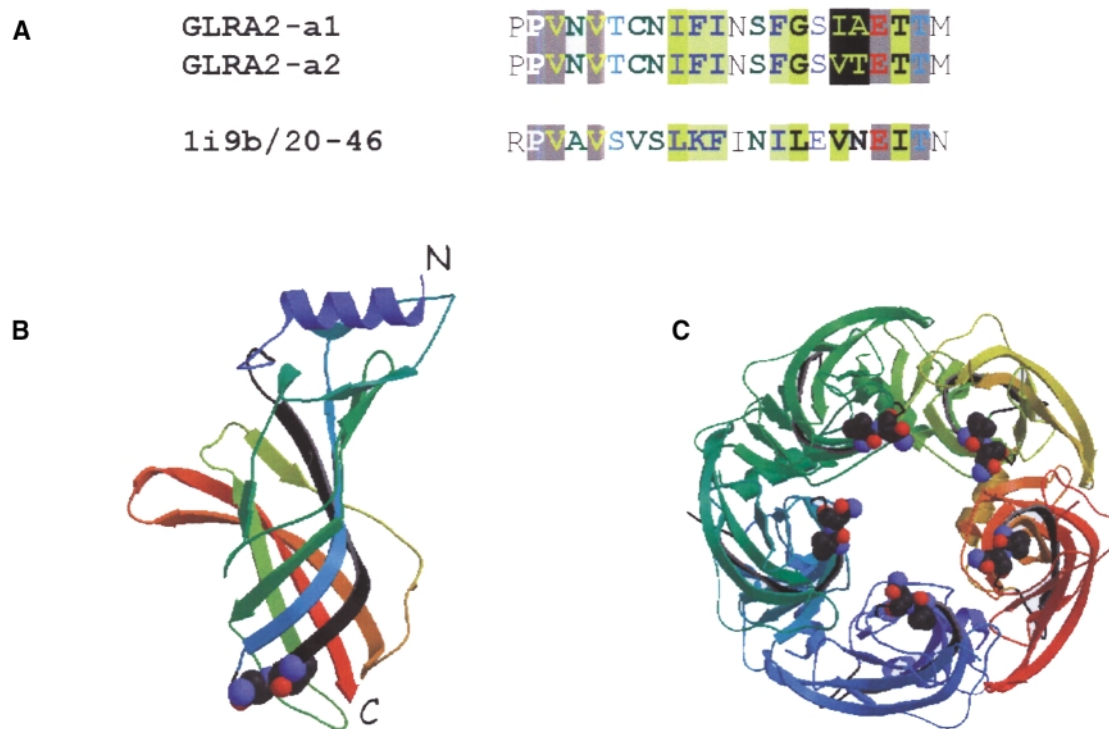 A
GLRA2-a1 PPVNVTCNIFINSFGSIAETTM
GLRA2-a2 PPVNVTCNIFINSFGSVTETTM
1i9b/20-46 RPVAVSVSLKFINILEVNEITN
B
N
C
C